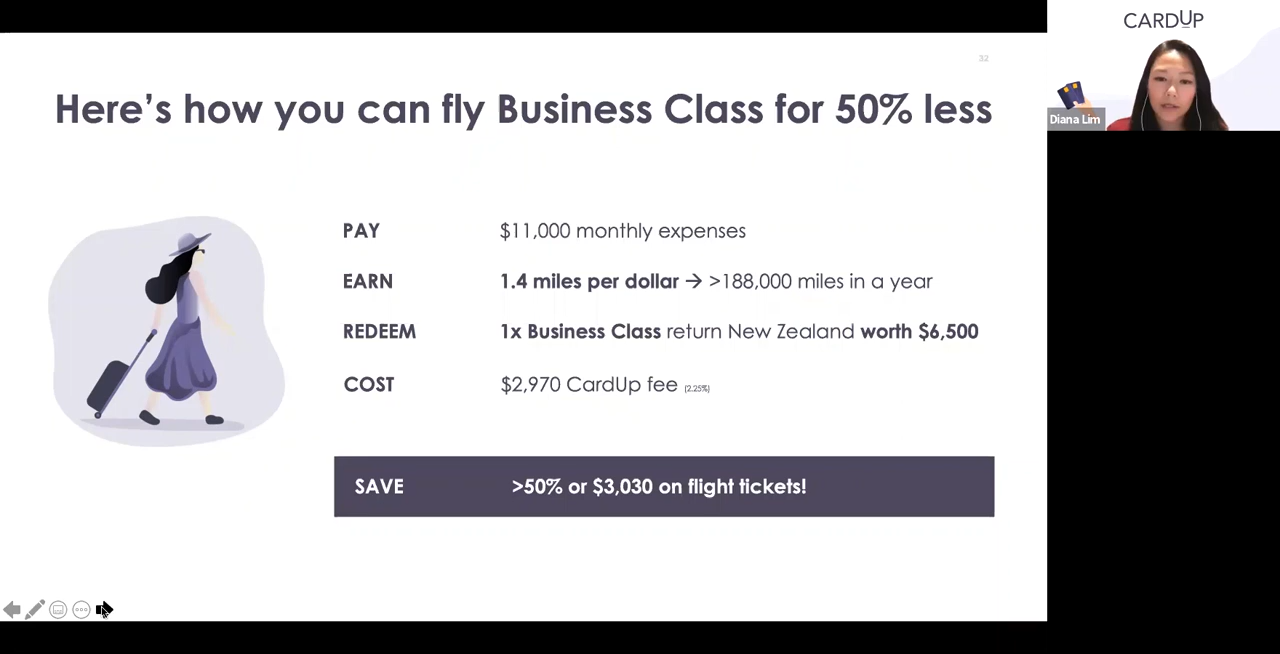 CARDUP
32
Here's how you can fly Business Class for 50% less
Diana Lim
PAY $11,000 monthly expenses
EARN 1.4 miles per dollar → >188,000 miles in a year
REDEEM 1x Business Class return New Zealand worth $6,500
COST $2,970 CardUp fee (2.25%)
SAVE >50% or $3,030 on flight tickets!